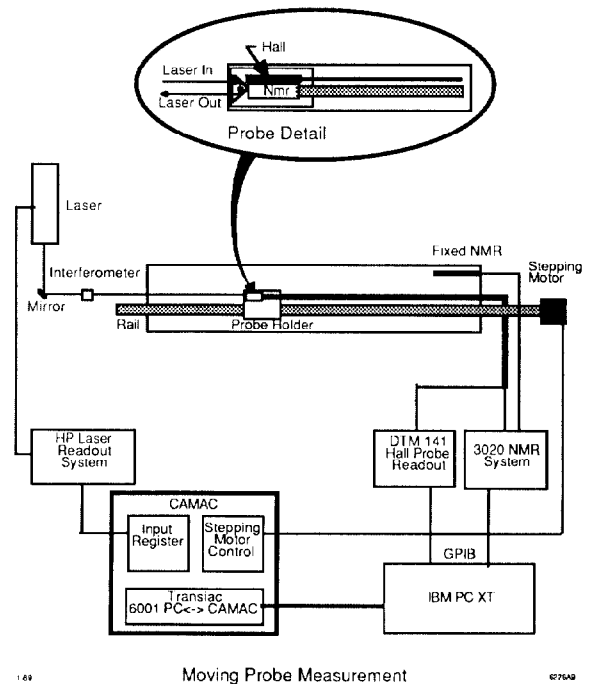 Hall
Laser In
Nmr
Laser Out
Probe Detail
Laser
Fixed NMR
Stepping
Motor
Interferometer
Mirror
Rail
Probe Holder
HP Laser
Readout
System
DTM 141
Hall Probe
Readout
3020 NMR
System
CAMAC
Input
Register
Stepping
Motor
Control
GPIB
Transiac
6001 PC<-> CAMAC
IBM PC XT
1-89
Moving Probe Measurement
6276A9